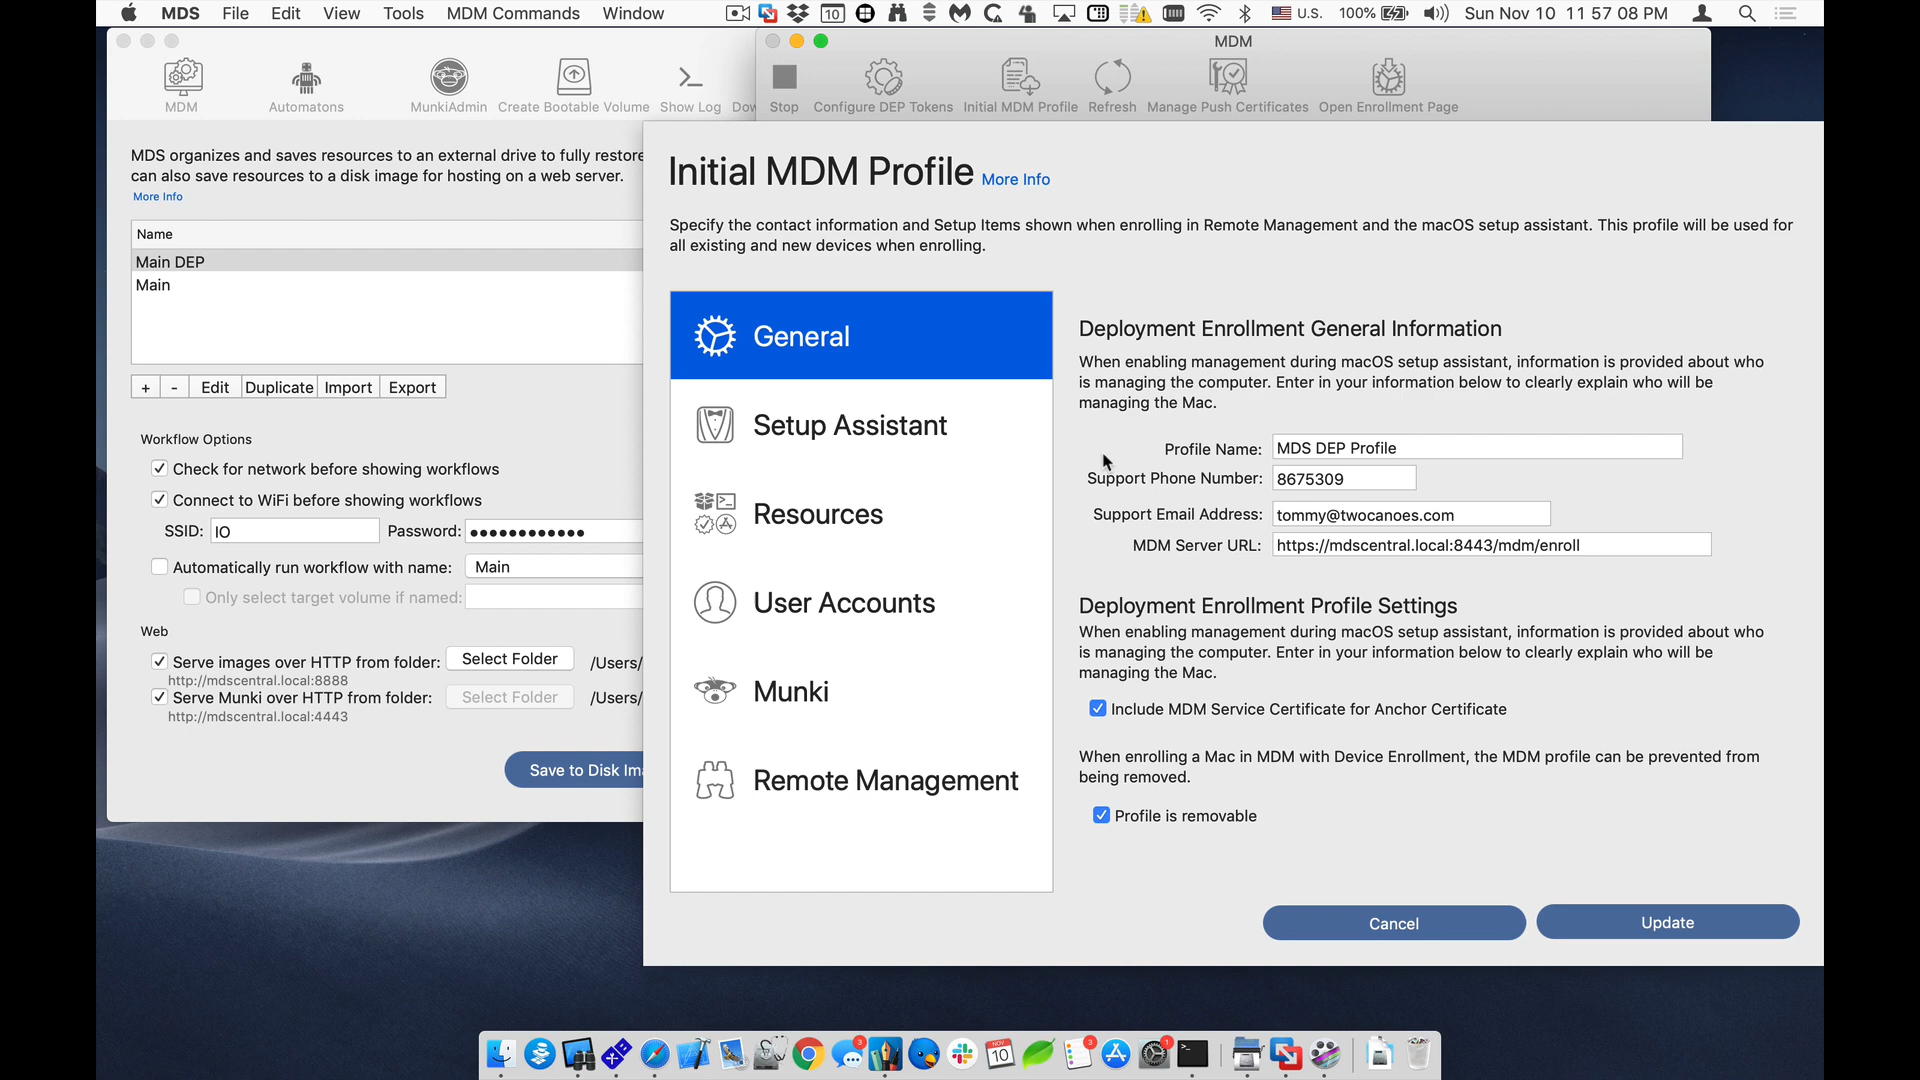 MDS File Edit View Tools MDM Commands Window
10
U.S. 100% Sun Nov 10 11 57 08 PM
MDM
MDM Automatons MunkiAdmin Create Bootable Volume Show Log Dow
Stop Configure DEP Tokens Initial MDM Profile Refresh Manage Push Certificates Open Enrollment Page
MDS organizes and saves resources to an external drive to fully restore
can also save resources to a disk image for hosting on a web server.
More Info
Name
Main DEP
Main
+ - Edit Duplicate Import Export
Workflow Options
Check for network before showing workflows
Connect to WiFi before showing workflows
SSID: IO Password: ●●●●●●●●●●●●
Automatically run workflow with name: Main
Only select target volume if named:
Web
Serve images over HTTP from folder: Select Folder /Users/
http://mdscentral.local:8888
Serve Munki over HTTP from folder: Select Folder /Users/
http://mdscentral.local:4443
Save to Disk Ima
Initial MDM Profile More Info
Specify the contact information and Setup Items shown when enrolling in Remote Management and the macOS setup assistant. This profile will be used for
all existing and new devices when enrolling.
General
Setup Assistant
Resources
User Accounts
Munki
Remote Management
Deployment Enrollment General Information
When enabling management during macOS setup assistant, information is provided about who
is managing the computer. Enter in your information below to clearly explain who will be
managing the Mac.
Profile Name: MDS DEP Profile
Support Phone Number: 8675309
Support Email Address: tommy@twocanoes.com
MDM Server URL: https://mdscentral.local:8443/mdm/enroll
Deployment Enrollment Profile Settings
When enabling management during macOS setup assistant, information is provided about who
is managing the computer. Enter in your information below to clearly explain who will be
managing the Mac.
Include MDM Service Certificate for Anchor Certificate
When enrolling a Mac in MDM with Device Enrollment, the MDM profile can be prevented from
being removed.
Profile is removable
Cancel Update
3 NOV 10 3 1